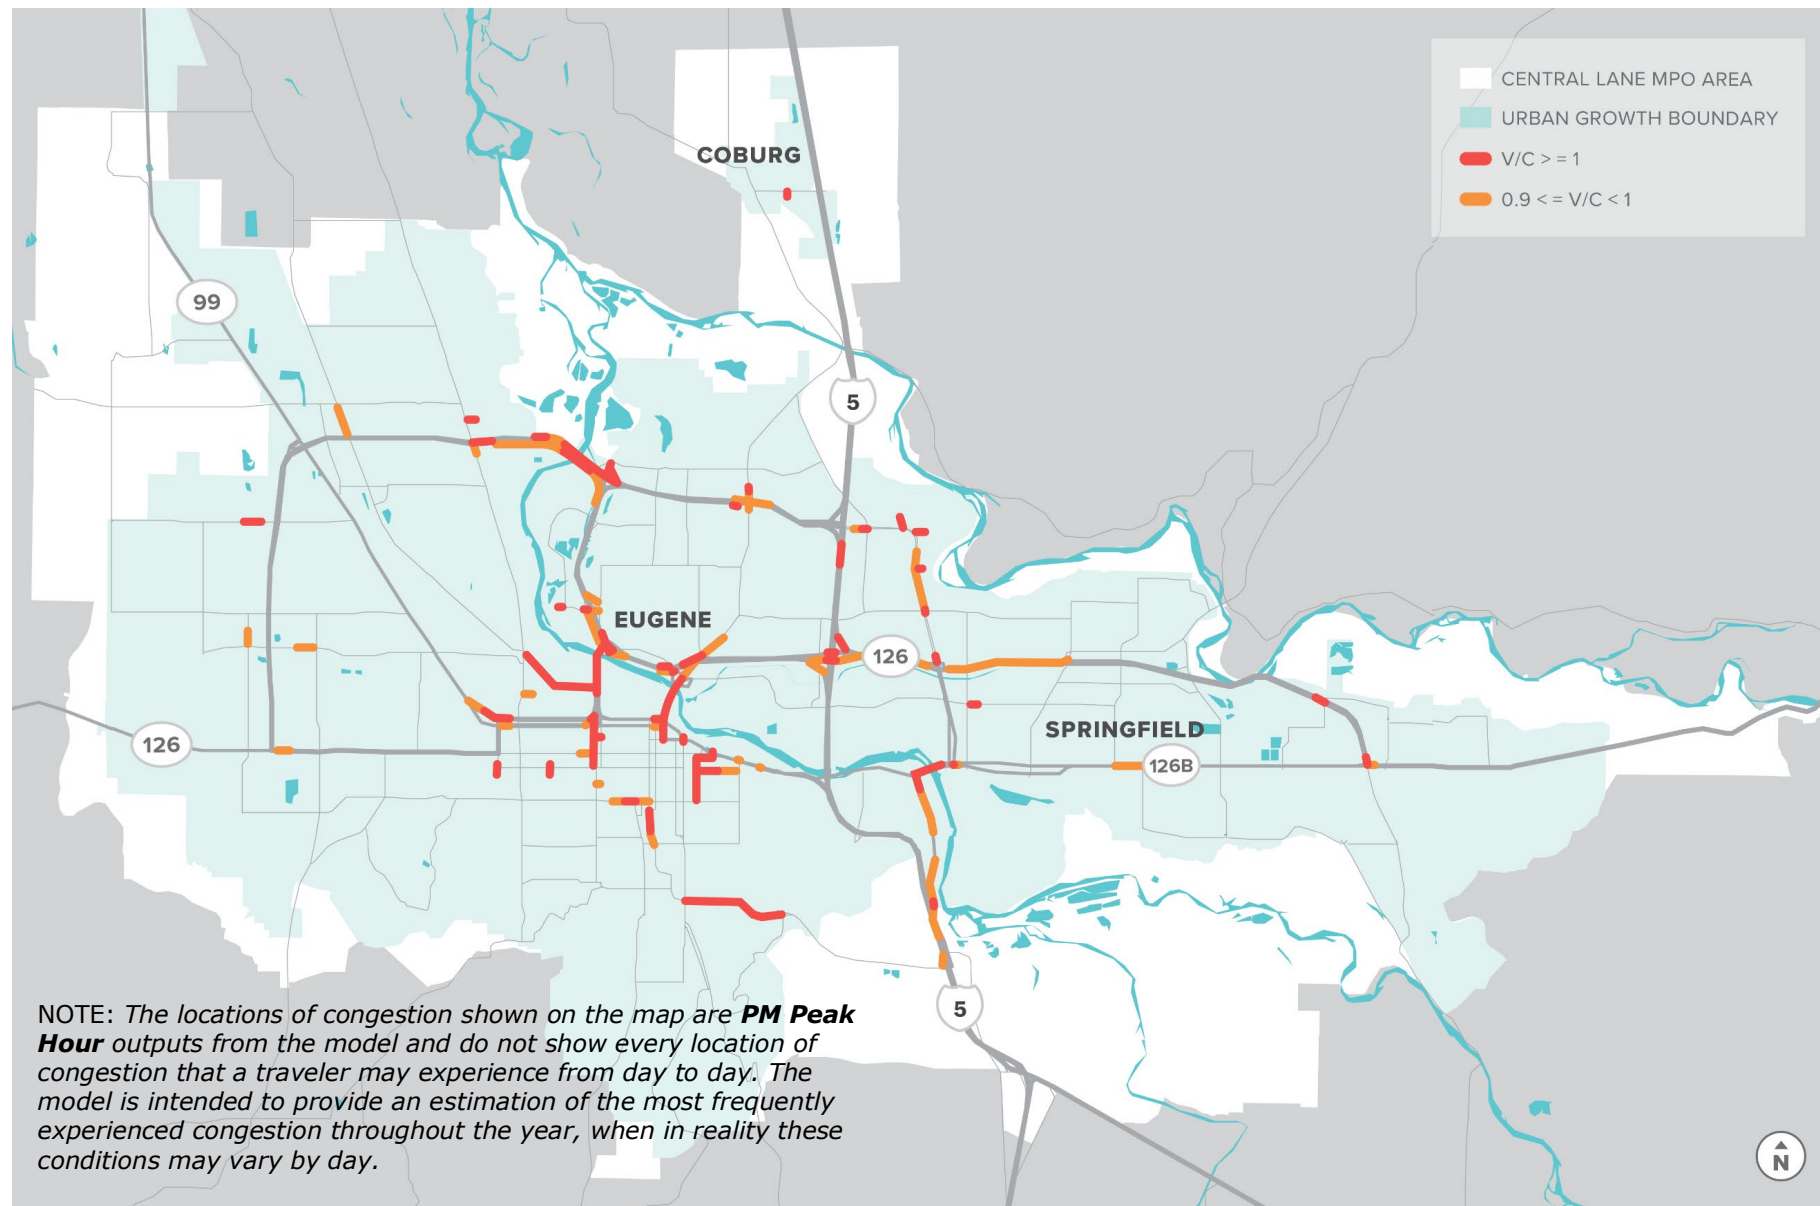 CENTRAL LANE MPO AREA
URBAN GROWTH BOUNDARY
V/C > = 1
0.9 < = V/C < 1
COBURG
99
5
EUGENE
126
SPRINGFIELD
126
126B
5
NOTE: The locations of congestion shown on the map are PM Peak
Hour outputs from the model and do not show every location of
congestion that a traveler may experience from day to day. The
model is intended to provide an estimation of the most frequently
experienced congestion throughout the year, when in reality these
conditions may vary by day.
N